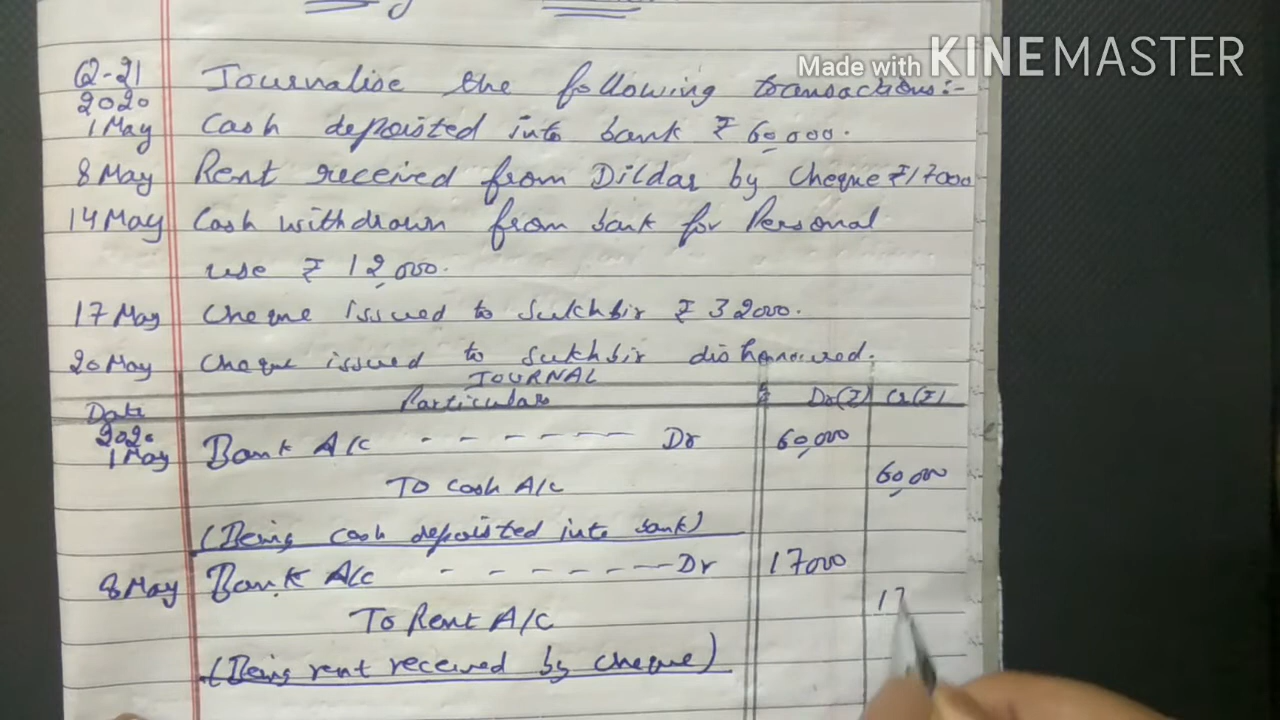 Made with KINEMASTER
Q-21 Journalise the following transactions:-
2020
1 May Cash depoisted into bank ₹ 60,000.
8 May Rent received from Dildar by Cheque ₹17000
14 May Cash withdrawn from bank for Personal
use ₹ 12,000.
17 May Cheque issued to Sukhbir ₹ 32000.
20 May Cheque issued to Sukhbir dishonoured.
JOURNAL
Date Particulars Dr(₹) Cr(₹)
2020
1 May Bank A/c - - - - - - Dr 60,000
To Cash A/c 60,000
(Being cash depoisted into bank)
8 May Bank A/c - - - - - - Dr 17000
To Rent A/c 17
(Being rent received by cheque)